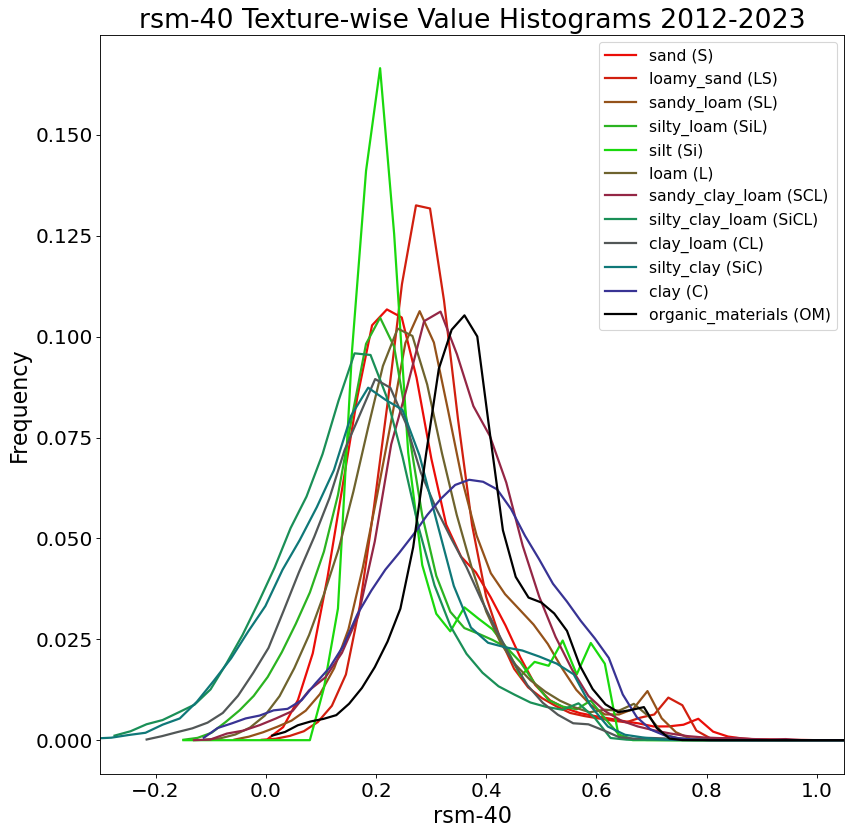 rsm-40 Texture-wise Value Histograms 2012-2023
sand (S)
loamy_sand (LS)
sandy_loam (SL)
silty_loam (SiL)
silt (Si)
loam (L)
sandy_clay_loam (SCL)
silty_clay_loam (SiCL)
clay_loam (CL)
silty_clay (SiC)
clay (C)
organic_materials (OM)
Frequency
0.150
0.125
0.100
0.075
0.050
0.025
0.000
−0.2 0.0 0.2 0.4 0.6 0.8 1.0
rsm-40